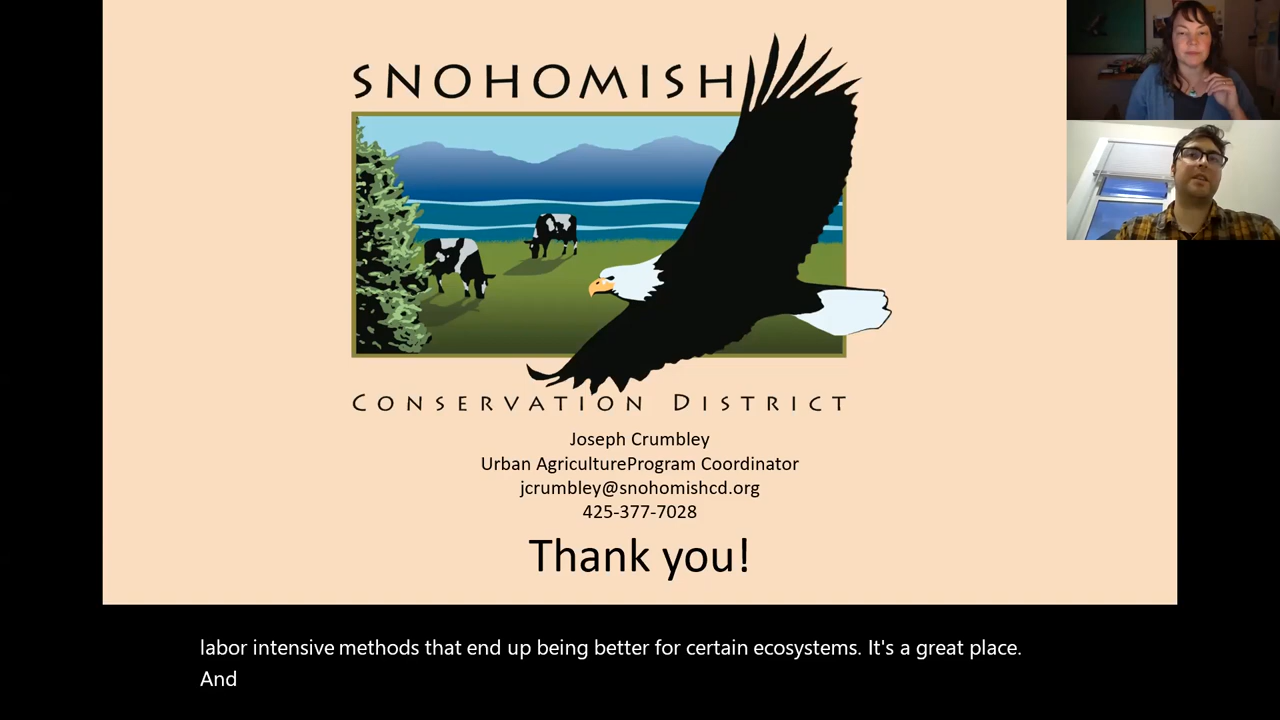 SNOHOMISH
CONSERVATION DISTRICT
Joseph Crumbley
Urban AgricultureProgram Coordinator
jcrumbley@snohomishcd.org
425-377-7028
Thank you!
labor intensive methods that end up being better for certain ecosystems. It's a great place.
And